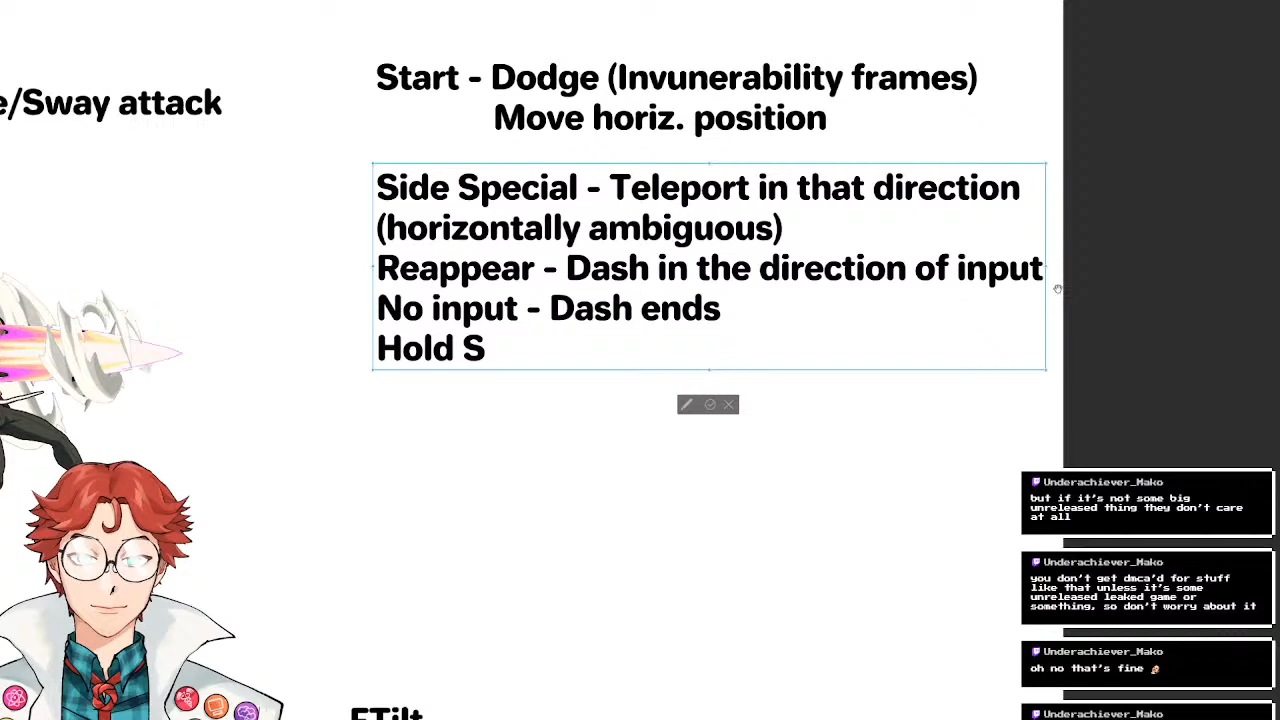 e/Sway attack
Start - Dodge (Invunerability frames)
Move horiz. position
Side Special - Teleport in that direction
(horizontally ambiguous)
Reappear - Dash in the direction of input
No input - Dash ends
Hold S
Underachiever_Mako
but if it's not some big
unreleased thing they don't care
at all
Underachiever_Mako
you don't get dmca'd for stuff
like that unless it's some
unreleased leaked game or
something, so don't worry about it
Underachiever_Mako
oh no that's fine
Underachiever_Mako
FTilt